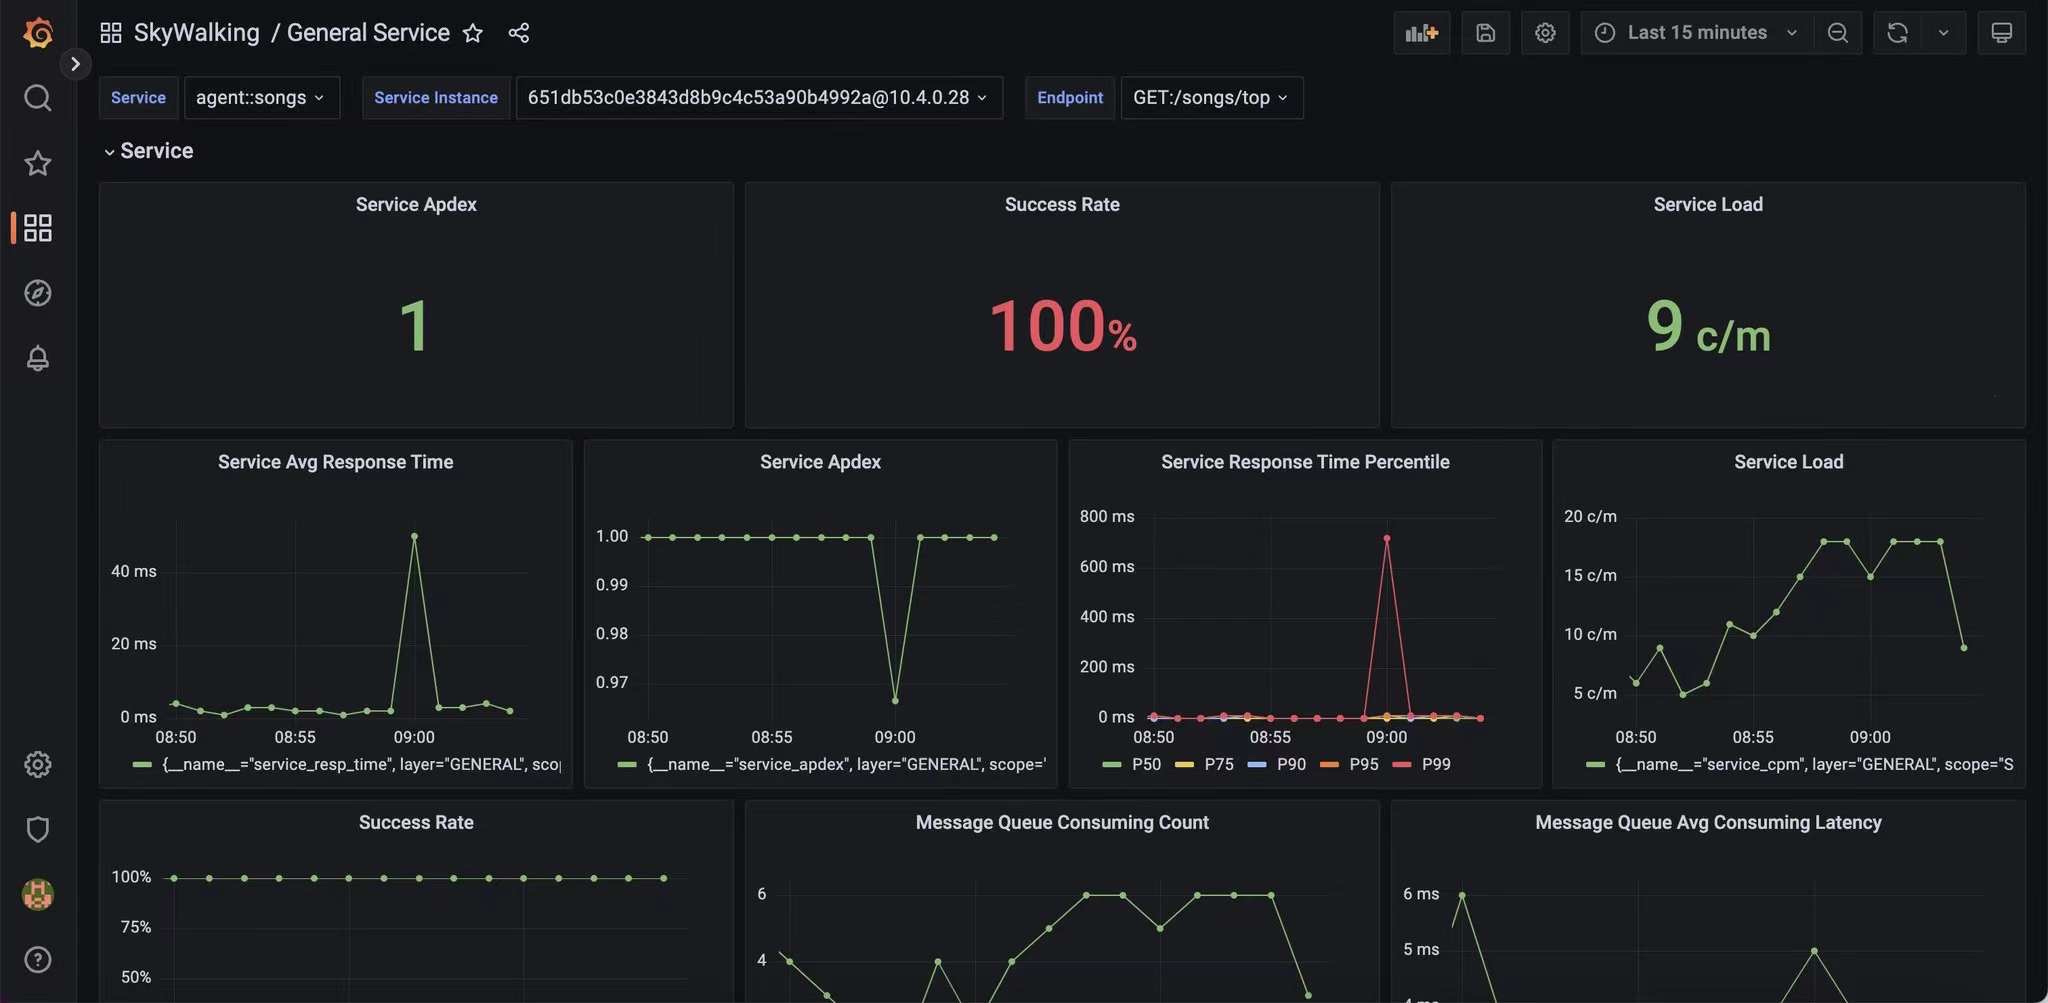 SkyWalking / General Service
Last 15 minutes
Service agent::songs Service Instance 651db53c0e3843d8b9c4c53a90b4992a@10.4.0.28 Endpoint GET:/songs/top
Service
Service Apdex
1
Success Rate
100%
Service Load
9 c/m
Service Avg Response Time
40 ms
20 ms
0 ms
08:50 08:55 09:00
{__name__="service_resp_time", layer="GENERAL", scop
Service Apdex
1.00
0.99
0.98
0.97
08:50 08:55 09:00
{__name__="service_apdex", layer="GENERAL", scope='
Service Response Time Percentile
800 ms
600 ms
400 ms
200 ms
0 ms
08:50 08:55 09:00
P50 P75 P90 P95 P99
Service Load
20 c/m
15 c/m
10 c/m
5 c/m
08:50 08:55 09:00
{__name__="service_cpm", layer="GENERAL", scope="S
Success Rate
100%
75%
50%
Message Queue Consuming Count
6
4
Message Queue Avg Consuming Latency
6 ms
5 ms
4 ms